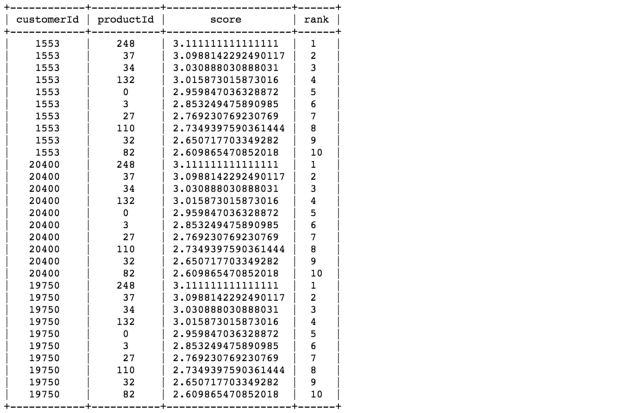 +------------+-----------+--------------------+------+
| customerId | productId |       score        | rank |
+------------+-----------+--------------------+------+
|    1553    |    248    | 3.111111111111111  |  1   |
|    1553    |     37    | 3.0988142292490117 |  2   |
|    1553    |     34    | 3.030888030888031  |  3   |
|    1553    |    132    | 3.015873015873016  |  4   |
|    1553    |     0     | 2.959847036328872  |  5   |
|    1553    |     3     | 2.853249475890985  |  6   |
|    1553    |     27    | 2.769230769230769  |  7   |
|    1553    |    110    | 2.7349397590361444 |  8   |
|    1553    |     32    | 2.650717703349282  |  9   |
|    1553    |     82    | 2.609865470852018  |  10  |
|   20400    |    248    | 3.111111111111111  |  1   |
|   20400    |     37    | 3.0988142292490117 |  2   |
|   20400    |     34    | 3.030888030888031  |  3   |
|   20400    |    132    | 3.015873015873016  |  4   |
|   20400    |     0     | 2.959847036328872  |  5   |
|   20400    |     3     | 2.853249475890985  |  6   |
|   20400    |     27    | 2.769230769230769  |  7   |
|   20400    |    110    | 2.7349397590361444 |  8   |
|   20400    |     32    | 2.650717703349282  |  9   |
|   20400    |     82    | 2.609865470852018  |  10  |
|   19750    |    248    | 3.111111111111111  |  1   |
|   19750    |     37    | 3.0988142292490117 |  2   |
|   19750    |     34    | 3.030888030888031  |  3   |
|   19750    |    132    | 3.015873015873016  |  4   |
|   19750    |     0     | 2.959847036328872  |  5   |
|   19750    |     3     | 2.853249475890985  |  6   |
|   19750    |     27    | 2.769230769230769  |  7   |
|   19750    |    110    | 2.7349397590361444 |  8   |
|   19750    |     32    | 2.650717703349282  |  9   |
|   19750    |     82    | 2.609865470852018  |  10  |
+------------+-----------+--------------------+------+